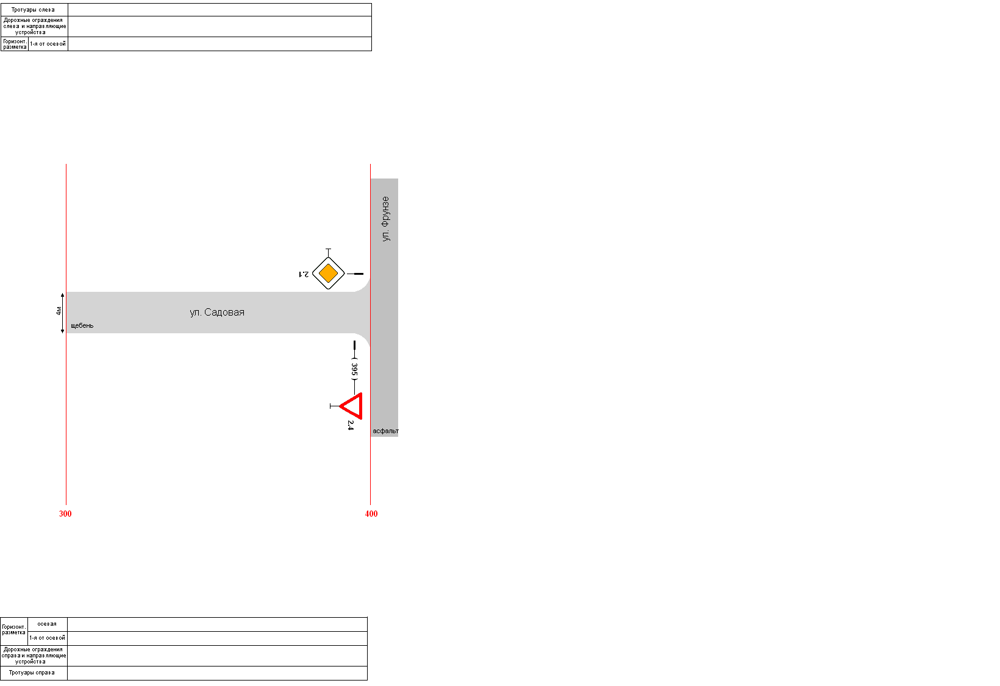 Тротуары слева
Дорожные ограждения
слева и направляющие
устройства
Горизонт.
разметка
1-я от осевой
ул. Фрунзе
2.1
4м
ул. Садовая
щебень
( 395 )
2.4
асфальт
300
400
Горизонт.
разметка
осевая
1-я от осевой
Дорожные ограждения
справа и направляющие
устройства
Тротуары справа